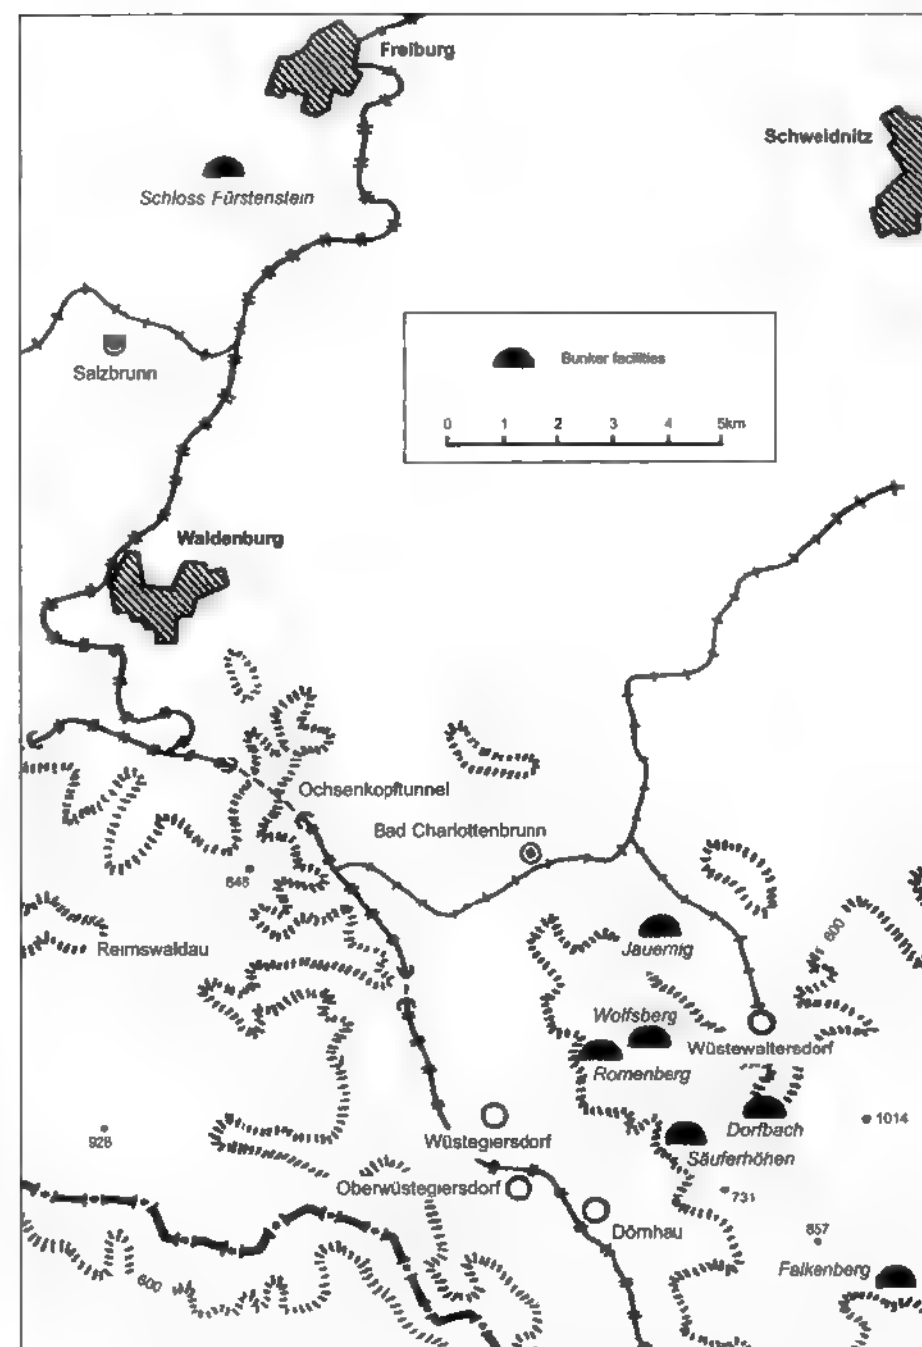 Freiburg
Schweidnitz
Schloss Fürstenstein
Bunker facilities
Salzbrunn
0 1 2 3 4 5km
Waldenburg
Ochsenkopftunnel
Bad Charlottenbrunn
848
600
Reimswaldau
Jauernig
Wolfsberg
Wüstewaltersdorf
Romenberg
1014
928
Dorfbach
Wüstegiersdorf
Säuferhöhen
Oberwüstegiersdorf
731
Dörnhau
857
Falkenberg
600